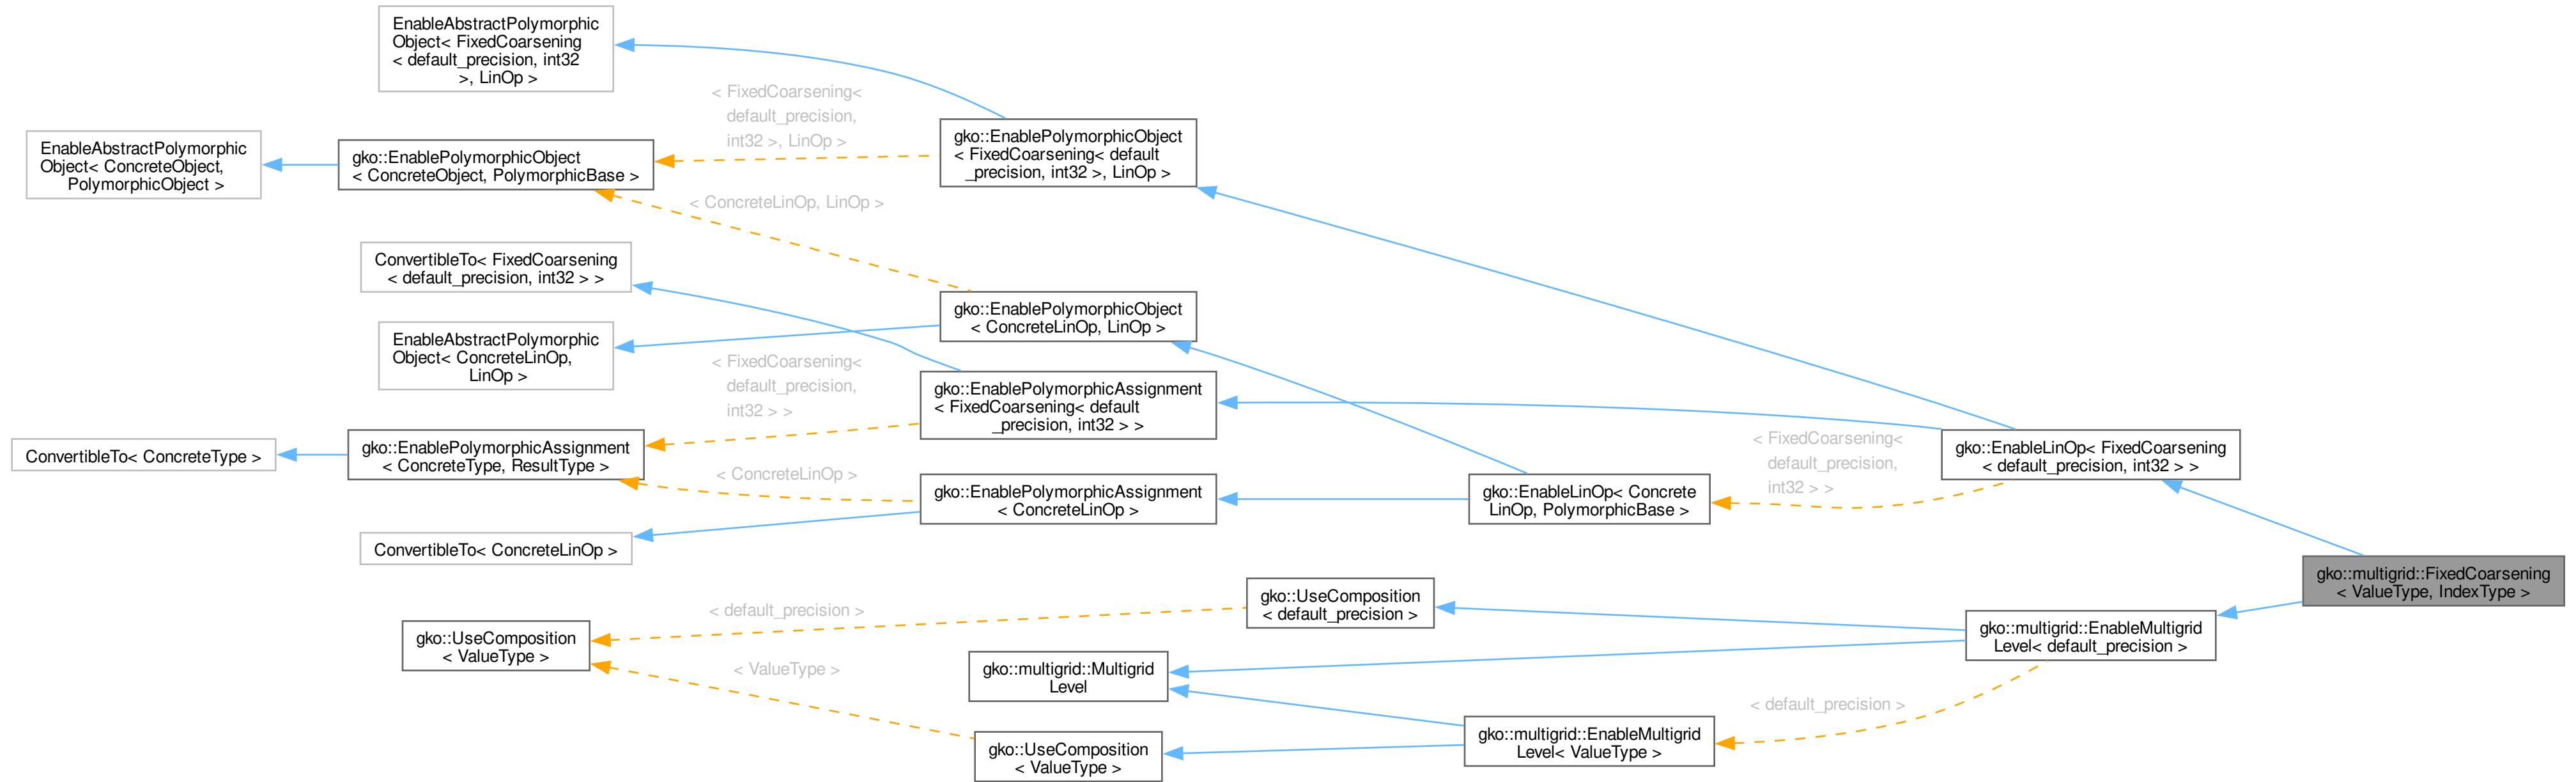 EnableAbstractPolymorphic
Object< FixedCoarsening
< default_precision, int32
>, LinOp >
< FixedCoarsening<
default_precision,
int32 >, LinOp >
gko::EnablePolymorphicObject
< FixedCoarsening< default
_precision, int32 >, LinOp >
EnableAbstractPolymorphic
Object< ConcreteObject,
PolymorphicObject >
gko::EnablePolymorphicObject
< ConcreteObject, PolymorphicBase >
< ConcreteLinOp, LinOp >
ConvertibleTo< FixedCoarsening
< default_precision, int32 > >
gko::EnablePolymorphicObject
< ConcreteLinOp, LinOp >
EnableAbstractPolymorphic
Object< ConcreteLinOp,
LinOp >
< FixedCoarsening<
default_precision,
int32 > >
gko::EnablePolymorphicAssignment
< FixedCoarsening< default
_precision, int32 > >
ConvertibleTo< ConcreteType >
gko::EnablePolymorphicAssignment
< ConcreteType, ResultType >
< ConcreteLinOp >
gko::EnablePolymorphicAssignment
< ConcreteLinOp >
gko::EnableLinOp< Concrete
LinOp, PolymorphicBase >
< FixedCoarsening<
default_precision,
int32 > >
gko::EnableLinOp< FixedCoarsening
< default_precision, int32 > >
ConvertibleTo< ConcreteLinOp >
gko::multigrid::FixedCoarsening
< ValueType, IndexType >
gko::UseComposition
< default_precision >
< default_precision >
gko::UseComposition
< ValueType >
gko::multigrid::EnableMultigrid
Level< default_precision >
< ValueType >
gko::multigrid::Multigrid
Level
< default_precision >
gko::UseComposition
< ValueType >
gko::multigrid::EnableMultigrid
Level< ValueType >